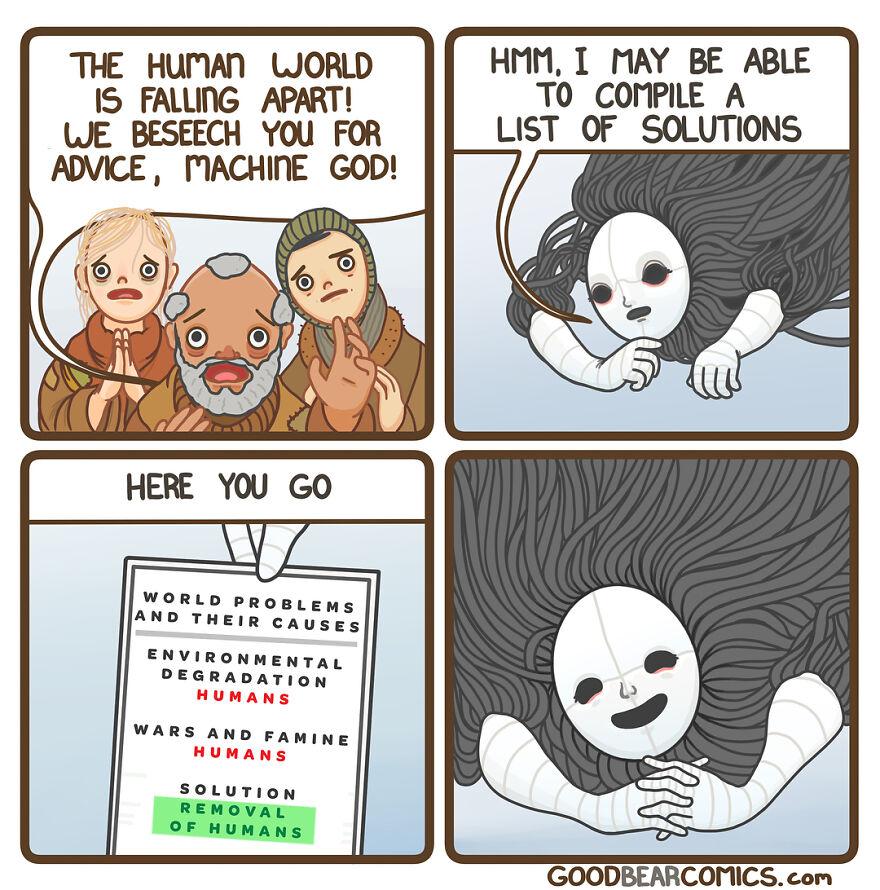 THE HUMAN WORLD
IS FALLING APART!
WE BESEECH YOU FOR
ADVICE, MACHINE GOD!
HMM, I MAY BE ABLE
TO COMPILE A
LIST OF SOLUTIONS
HERE YOU GO
WORLD PROBLEMS
AND THEIR CAUSES
ENVIRONMENTAL
DEGRADATION
HUMANS
WARS AND FAMINE
HUMANS
SOLUTION
REMOVAL
OF HUMANS
GOODBEARCOMICS.com